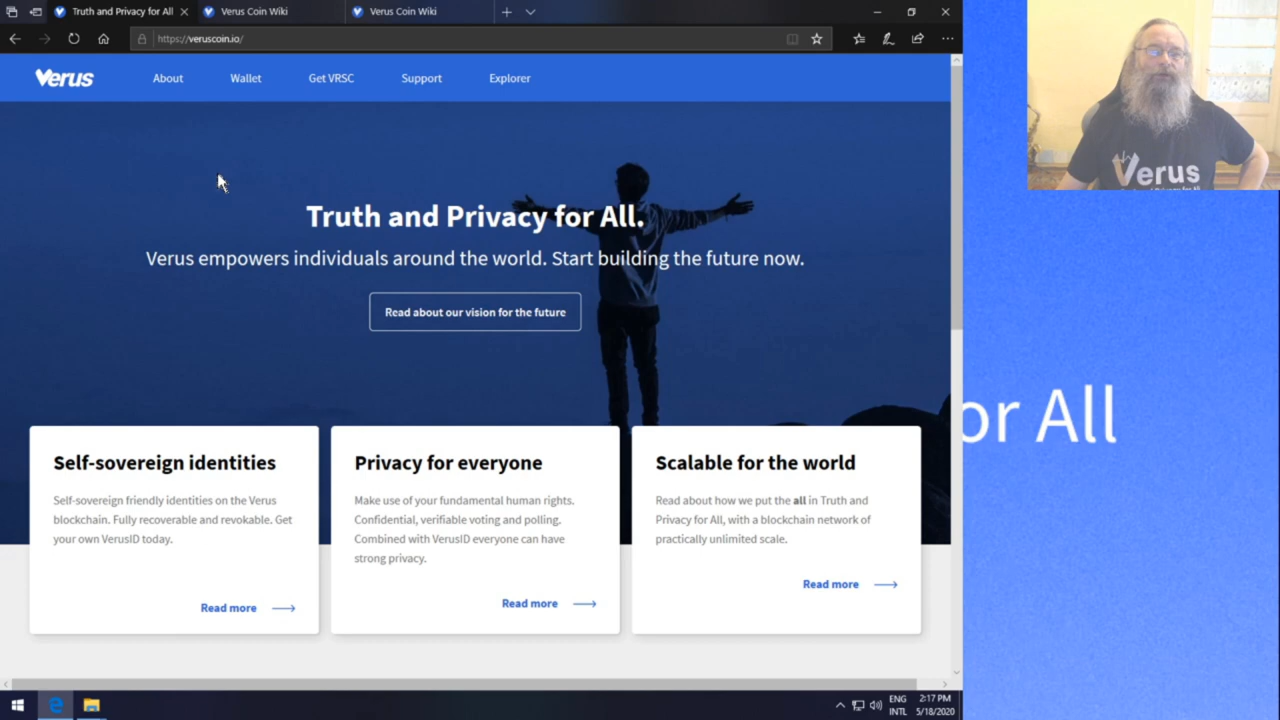 Truth and Privacy for All
Verus Coin Wiki
Verus Coin Wiki
https://veruscoin.io/
Verus
About
Wallet
Get VRSC
Support
Explorer
Truth and Privacy for All.
Verus empowers individuals around the world. Start building the future now.
Read about our vision for the future
Self-sovereign identities
Self-sovereign friendly identities on the Verus
blockchain. Fully recoverable and revokable. Get
your own VerusID today.
Read more
Privacy for everyone
Make use of your fundamental human rights.
Confidential, verifiable voting and polling.
Combined with VerusID everyone can have
strong privacy.
Read more
Scalable for the world
Read about how we put the all in Truth and
Privacy for All, with a blockchain network of
practically unlimited scale.
Read more
Verus
or All
ENG
INTL
2:17 PM
5/18/2020